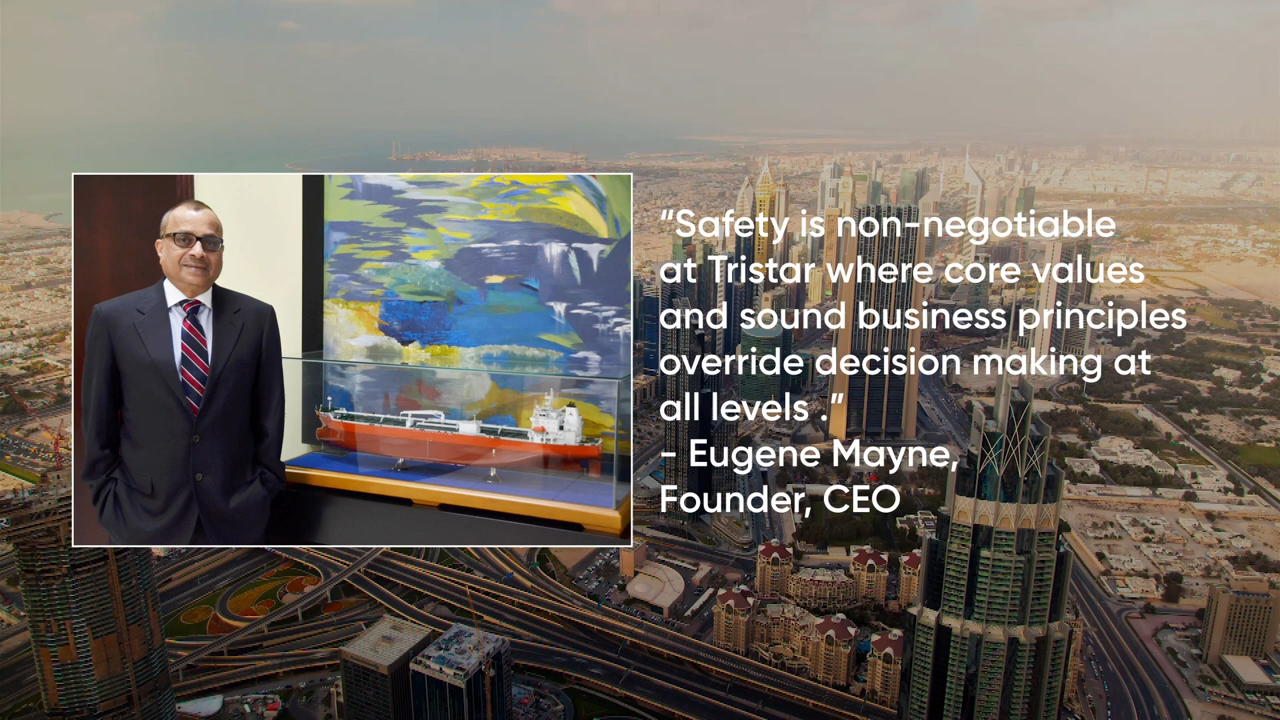 “Safety is non-negotiable
at Tristar where core values
and sound business principles
override decision making at
all levels .”
- Eugene Mayne,
Founder, CEO